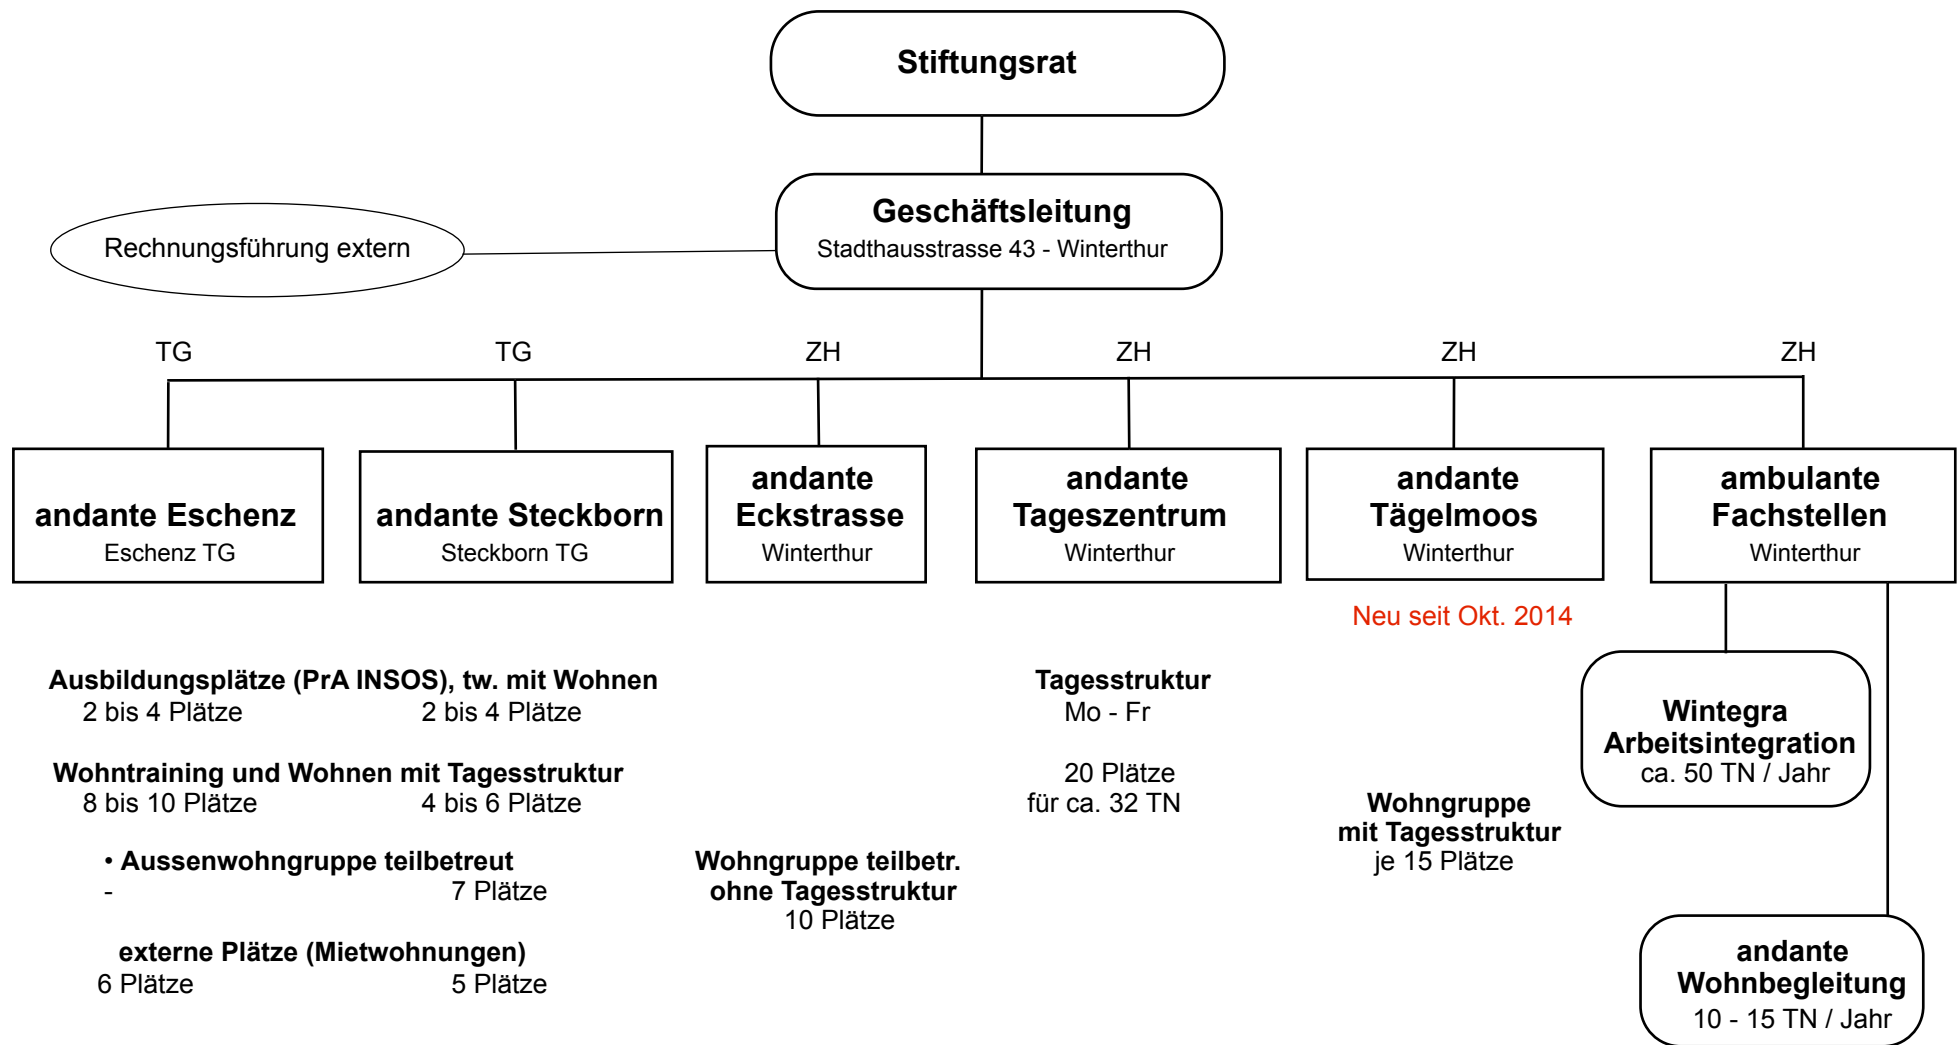 Stiftungsrat
Geschäftsleitung
Stadthausstrasse 43 - Winterthur
Rechnungsführung extern
TG
TG
ZH
ZH
ZH
ZH
andante Eschenz
Eschenz TG
andante Steckborn
Steckborn TG
andante
Eckstrasse
Winterthur
andante
Tageszentrum
Winterthur
andante
Tägelmoos
Winterthur
ambulante
Fachstellen
Winterthur
Neu seit Okt. 2014
Ausbildungsplätze (PrA INSOS), tw. mit Wohnen
2 bis 4 Plätze 2 bis 4 Plätze
Wohntraining und Wohnen mit Tagesstruktur
8 bis 10 Plätze 4 bis 6 Plätze
• Aussenwohngruppe teilbetreut
- 7 Plätze
externe Plätze (Mietwohnungen)
6 Plätze 5 Plätze
Wohngruppe teilbetr.
ohne Tagesstruktur
10 Plätze
Tagesstruktur
Mo - Fr
20 Plätze
für ca. 32 TN
Wohngruppe
mit Tagesstruktur
je 15 Plätze
Wintegra
Arbeitsintegration
ca. 50 TN / Jahr
andante
Wohnbegleitung
10 - 15 TN / Jahr